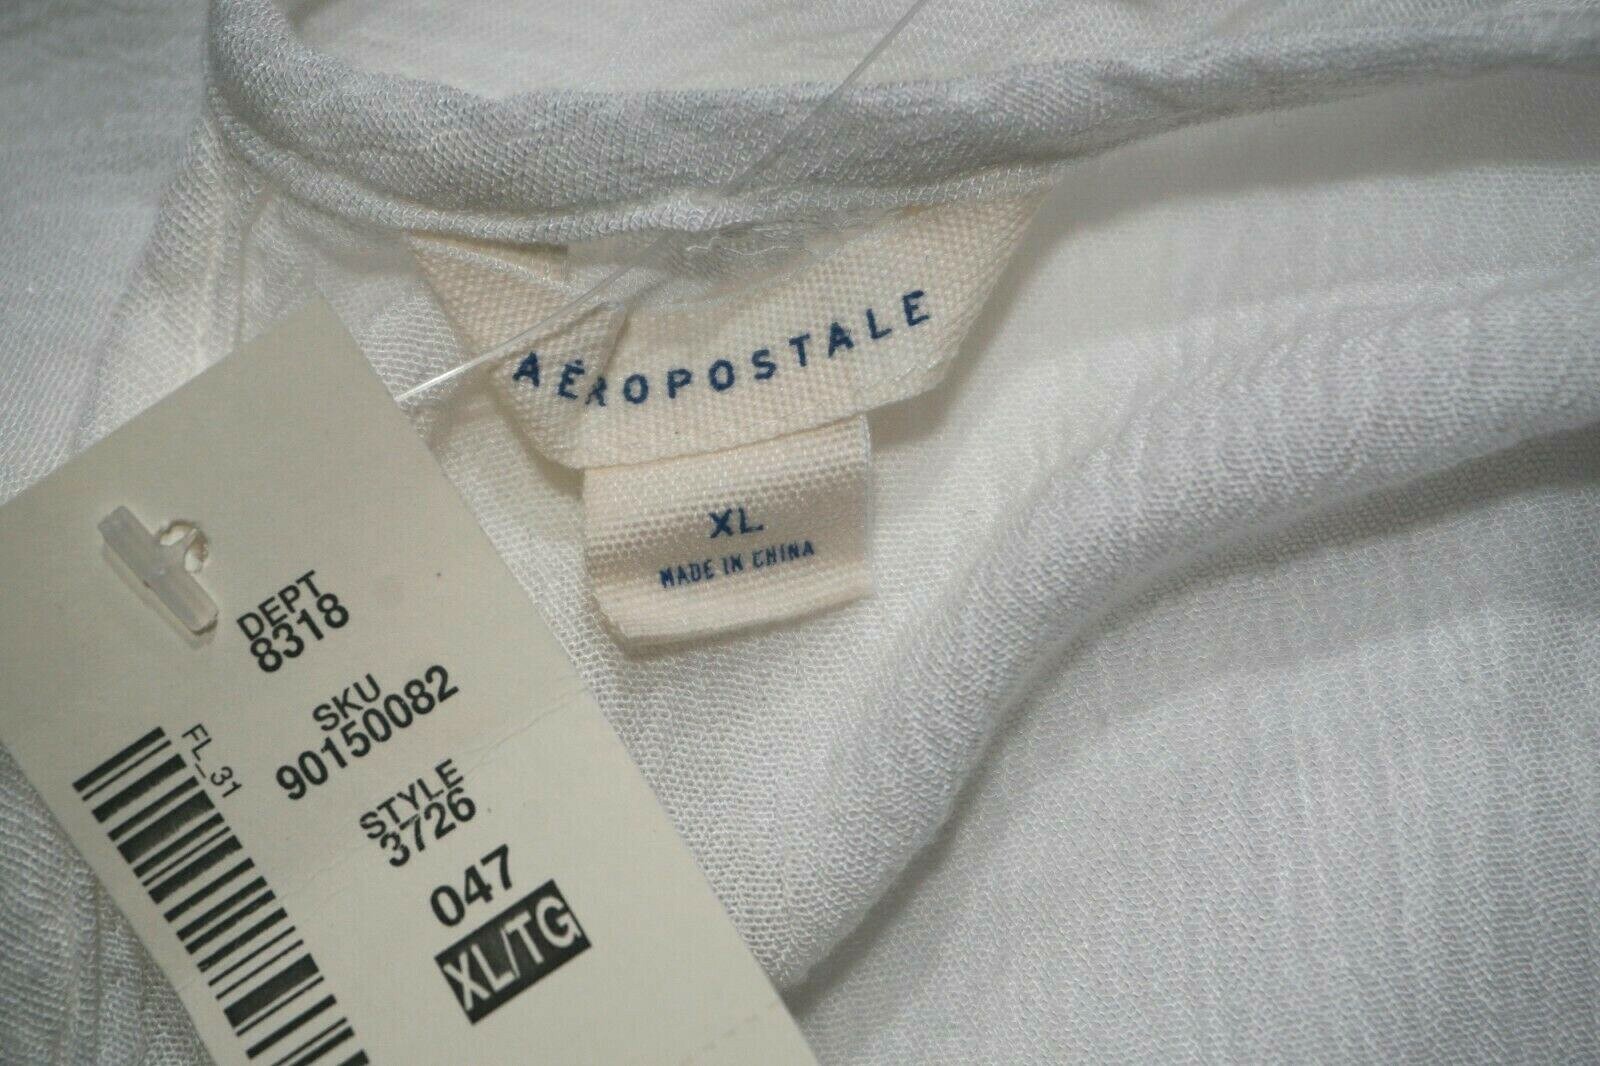 AÉROPOSTALE
XL
MADE IN CHINA
DEPT
8318
SKU
90150082
FL_31
STYLE
3726
047
XL/TG